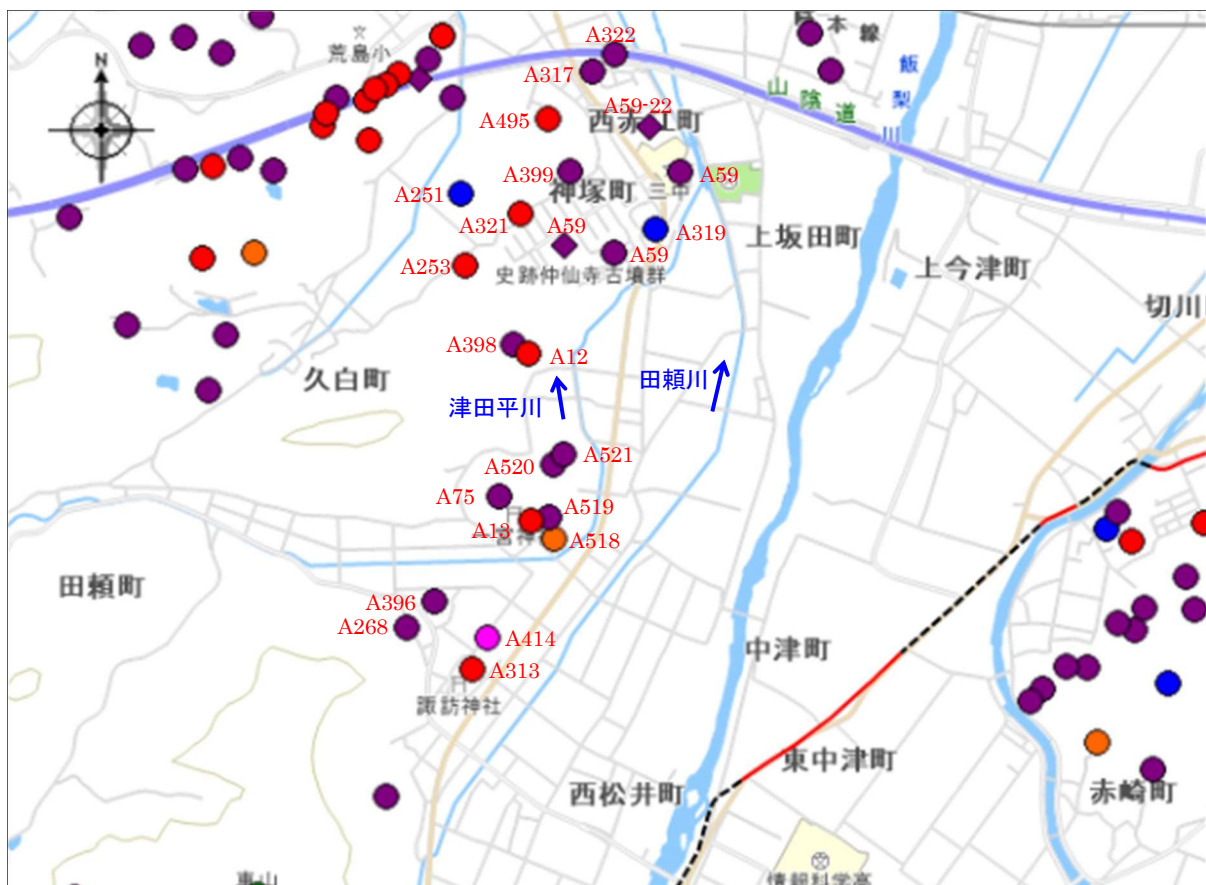 本線
荒島小
N
A322
飯梨川
A317
山陰道
A59-22
A495
西赤江町
A399
A59
神塚町
三中
A251
A321
A59
A319
上坂田町
A253
A59
上今津町
史跡仲仙寺古墳群
切川
A398
A12
久白町
田頼川
津田平川
A521
A520
A75
A519
A13
宮神
A518
田頼町
A396
A268
A414
中津町
A313
諏訪神社
東中津町
西松井町
赤崎町
情報科学高
車山